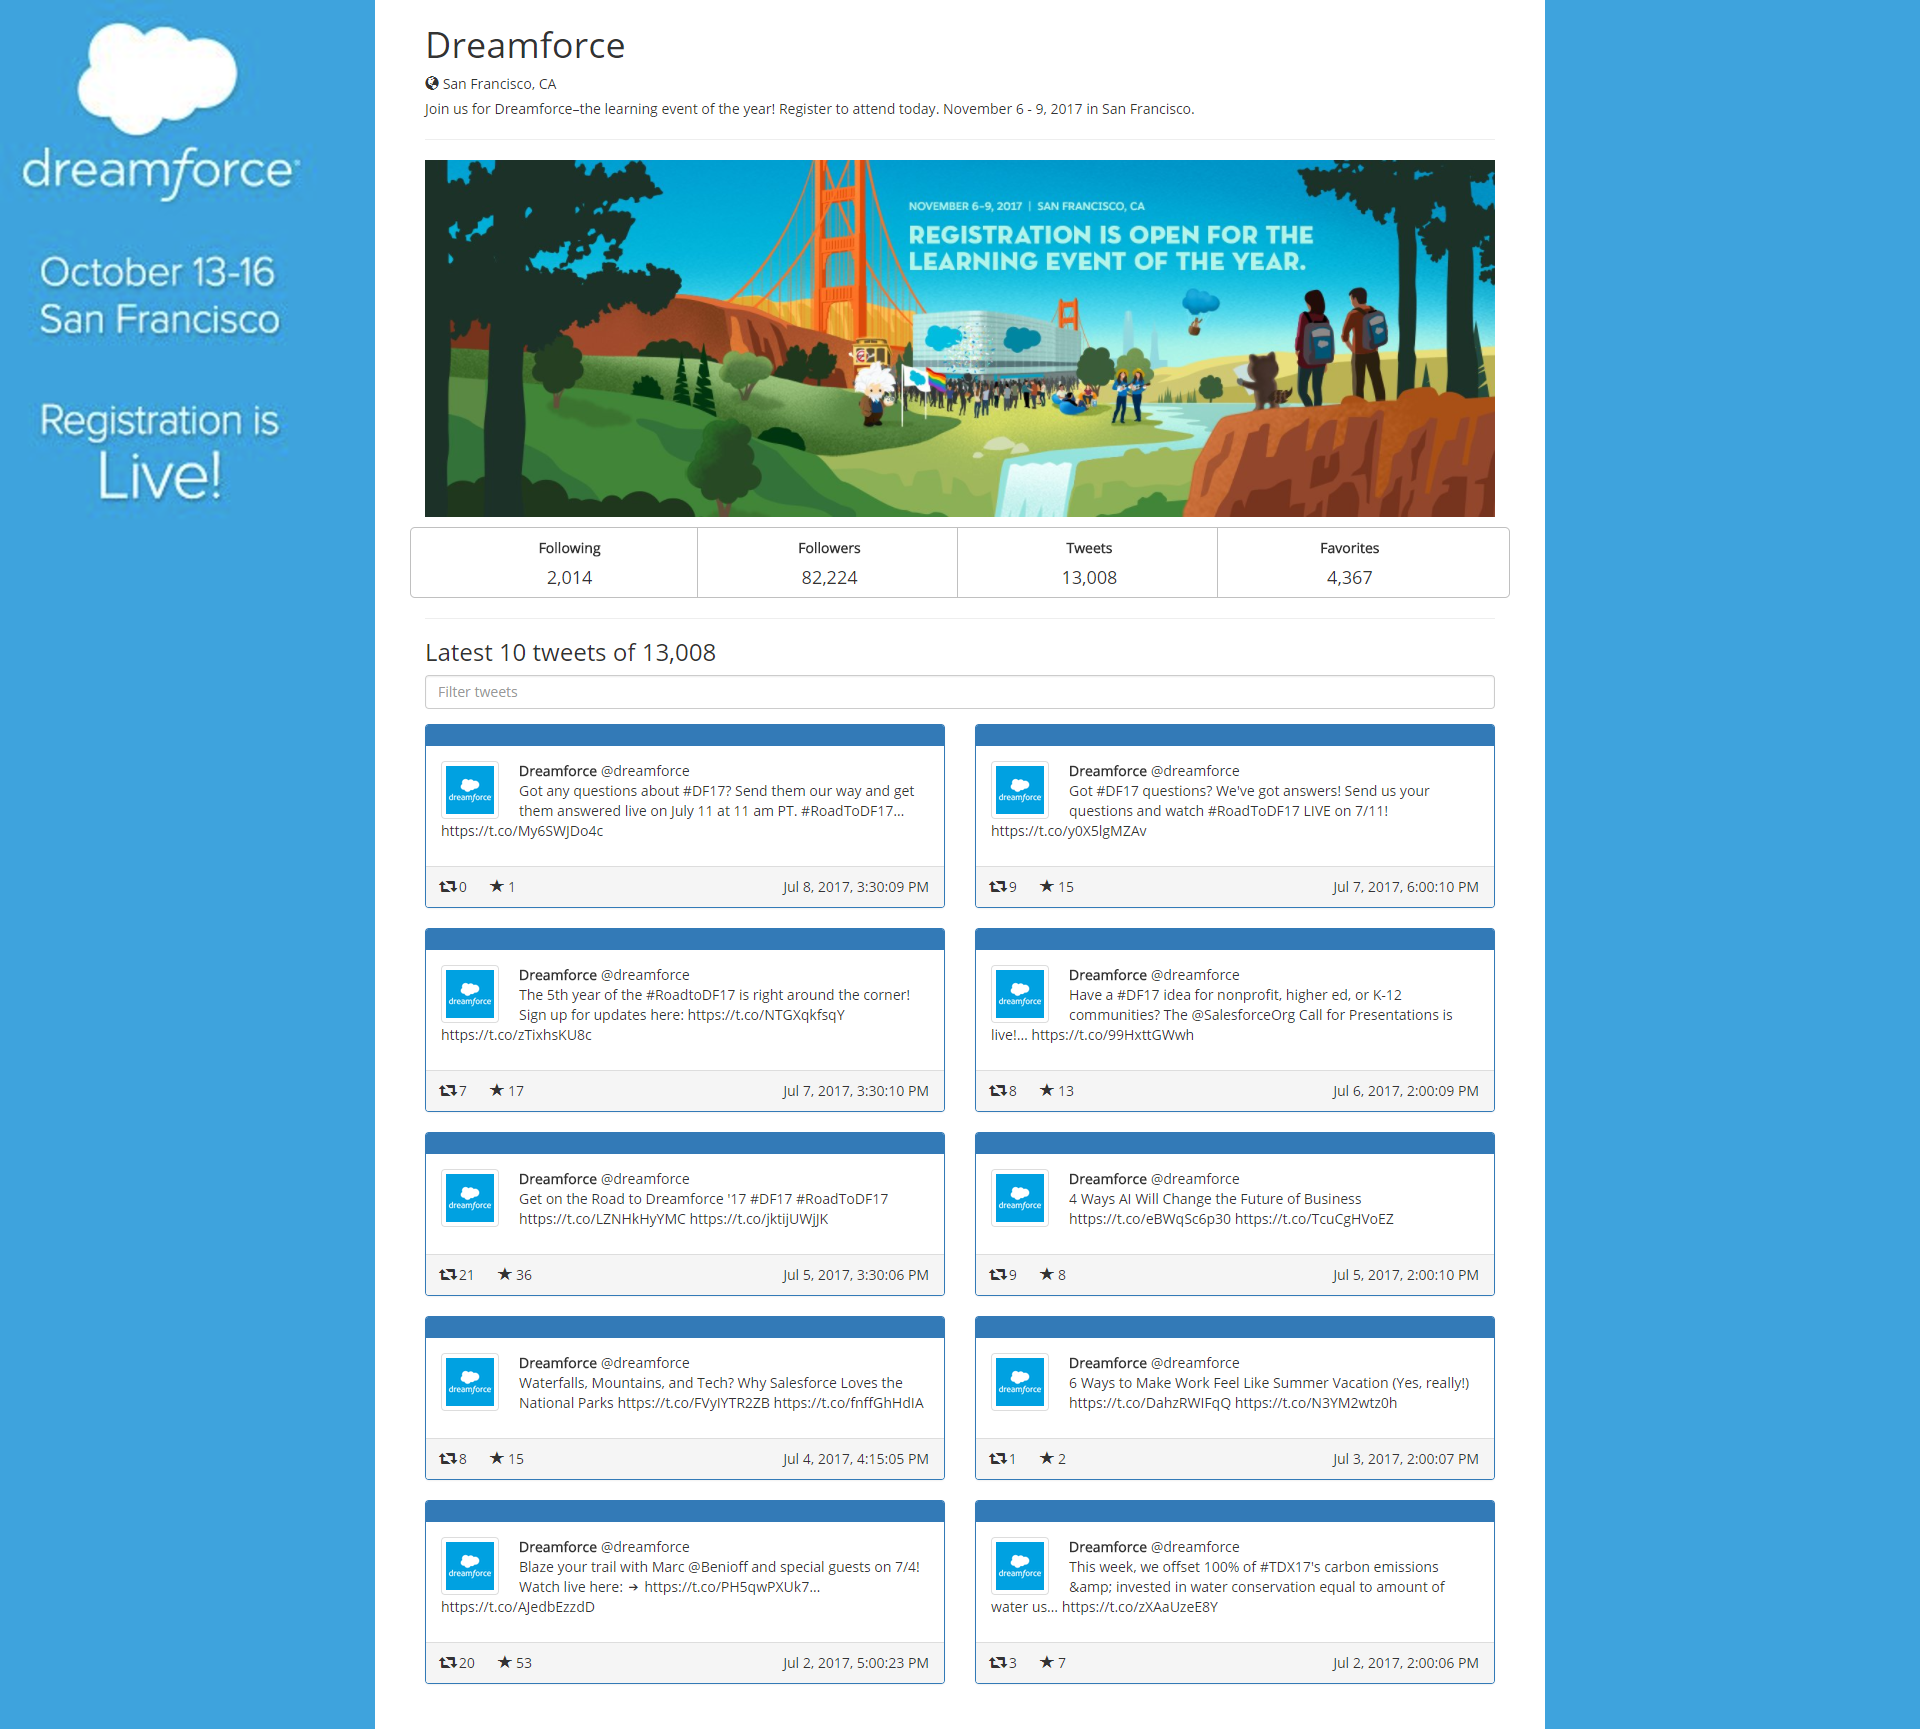 dreamforce
October 13-16
San Francisco
Registration is
Live!
Dreamforce
San Francisco, CA
Join us for Dreamforce–the learning event of the year! Register to attend today. November 6 - 9, 2017 in San Francisco.
NOVEMBER 6-9, 2017 | SAN FRANCISCO, CA
REGISTRATION IS OPEN FOR THE
LEARNING EVENT OF THE YEAR.
Following Followers Tweets Favorites
2,014 82,224 13,008 4,367
Latest 10 tweets of 13,008
Filter tweets
dreamforce
Dreamforce @dreamforce
Got any questions about #DF17? Send them our way and get
them answered live on July 11 at 11 am PT. #RoadToDF17…
https://t.co/My6SWJDo4c
0 1 Jul 8, 2017, 3:30:09 PM
dreamforce
Dreamforce @dreamforce
Got #DF17 questions? We've got answers! Send us your
questions and watch #RoadToDF17 LIVE on 7/11!
https://t.co/y0X5lgMZAv
9 15 Jul 7, 2017, 6:00:10 PM
dreamforce
Dreamforce @dreamforce
The 5th year of the #RoadtoDF17 is right around the corner!
Sign up for updates here: https://t.co/NTGXqkfsqY
https://t.co/zTixhsKU8c
7 17 Jul 7, 2017, 3:30:10 PM
dreamforce
Dreamforce @dreamforce
Have a #DF17 idea for nonprofit, higher ed, or K-12
communities? The @SalesforceOrg Call for Presentations is
live!… https://t.co/99HxttGWwh
8 13 Jul 6, 2017, 2:00:09 PM
dreamforce
Dreamforce @dreamforce
Get on the Road to Dreamforce '17 #DF17 #RoadToDF17
https://t.co/LZNHkHyYMC https://t.co/jktijUWjJK
21 36 Jul 5, 2017, 3:30:06 PM
dreamforce
Dreamforce @dreamforce
4 Ways AI Will Change the Future of Business
https://t.co/eBWqSc6p30 https://t.co/TcuCgHVoEZ
9 8 Jul 5, 2017, 2:00:10 PM
dreamforce
Dreamforce @dreamforce
Waterfalls, Mountains, and Tech? Why Salesforce Loves the
National Parks https://t.co/FVyIYTR2ZB https://t.co/fnffGhHdIA
8 15 Jul 4, 2017, 4:15:05 PM
dreamforce
Dreamforce @dreamforce
6 Ways to Make Work Feel Like Summer Vacation (Yes, really!)
https://t.co/DahzRWIFqQ https://t.co/N3YM2wtz0h
1 2 Jul 3, 2017, 2:00:07 PM
dreamforce
Dreamforce @dreamforce
Blaze your trail with Marc @Benioff and special guests on 7/4!
Watch live here: → https://t.co/PH5qwPXUk7…
https://t.co/AJedbEzzdD
20 53 Jul 2, 2017, 5:00:23 PM
dreamforce
Dreamforce @dreamforce
This week, we offset 100% of #TDX17's carbon emissions
&amp; invested in water conservation equal to amount of
water us… https://t.co/zXAaUzeE8Y
3 7 Jul 2, 2017, 2:00:06 PM